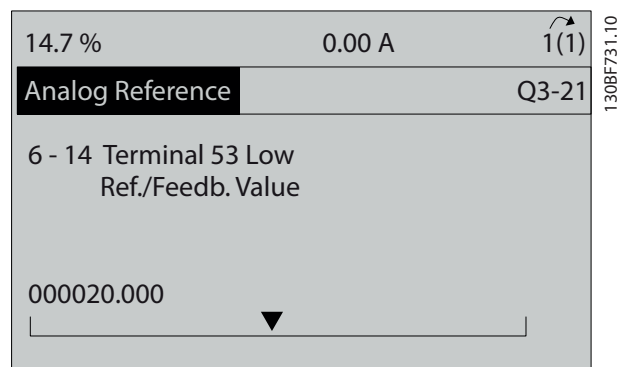 14.7 % 0.00 A 1(1)
Analog Reference Q3-21
6 - 14 Terminal 53 Low
Ref./Feedb. Value
000020.000
130BF731.10